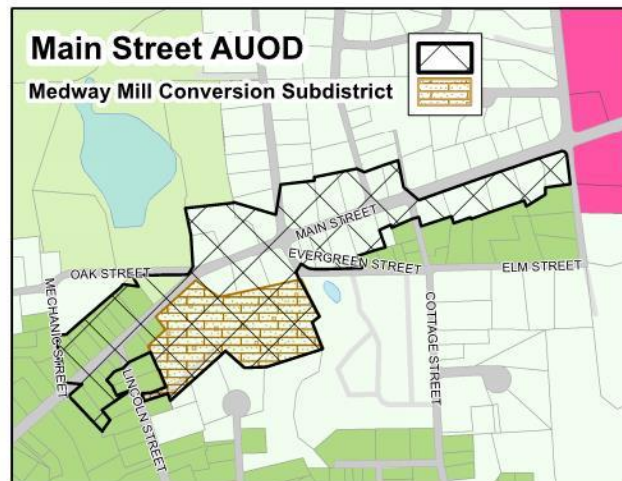 Main Street AUOD
Medway Mill Conversion Subdistrict
MAIN STREET
EVERGREEN STREET
OAK STREET
ELM STREET
MECHANIC STREET
COTTAGE STREET
LINCOLN STREET